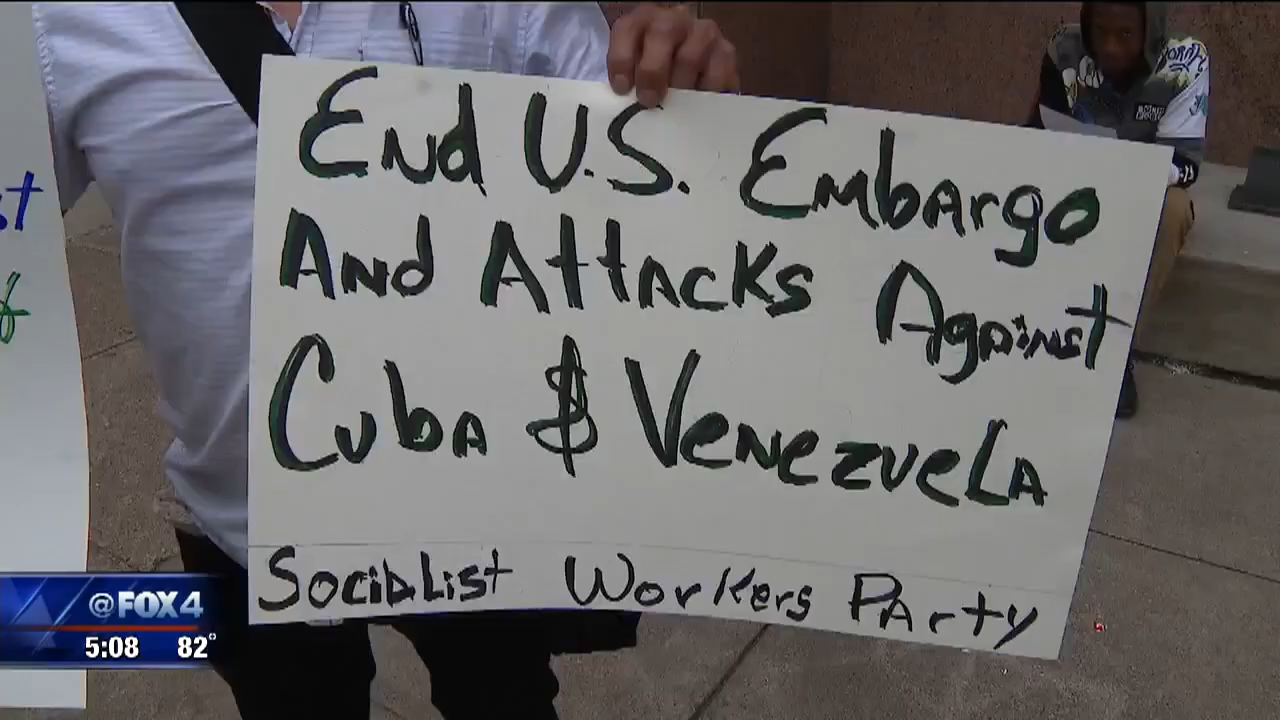 End U.S. Embargo
And Attacks Against
Cuba & Venezuela
Socialist Workers Party
@FOX4
5:08 82°